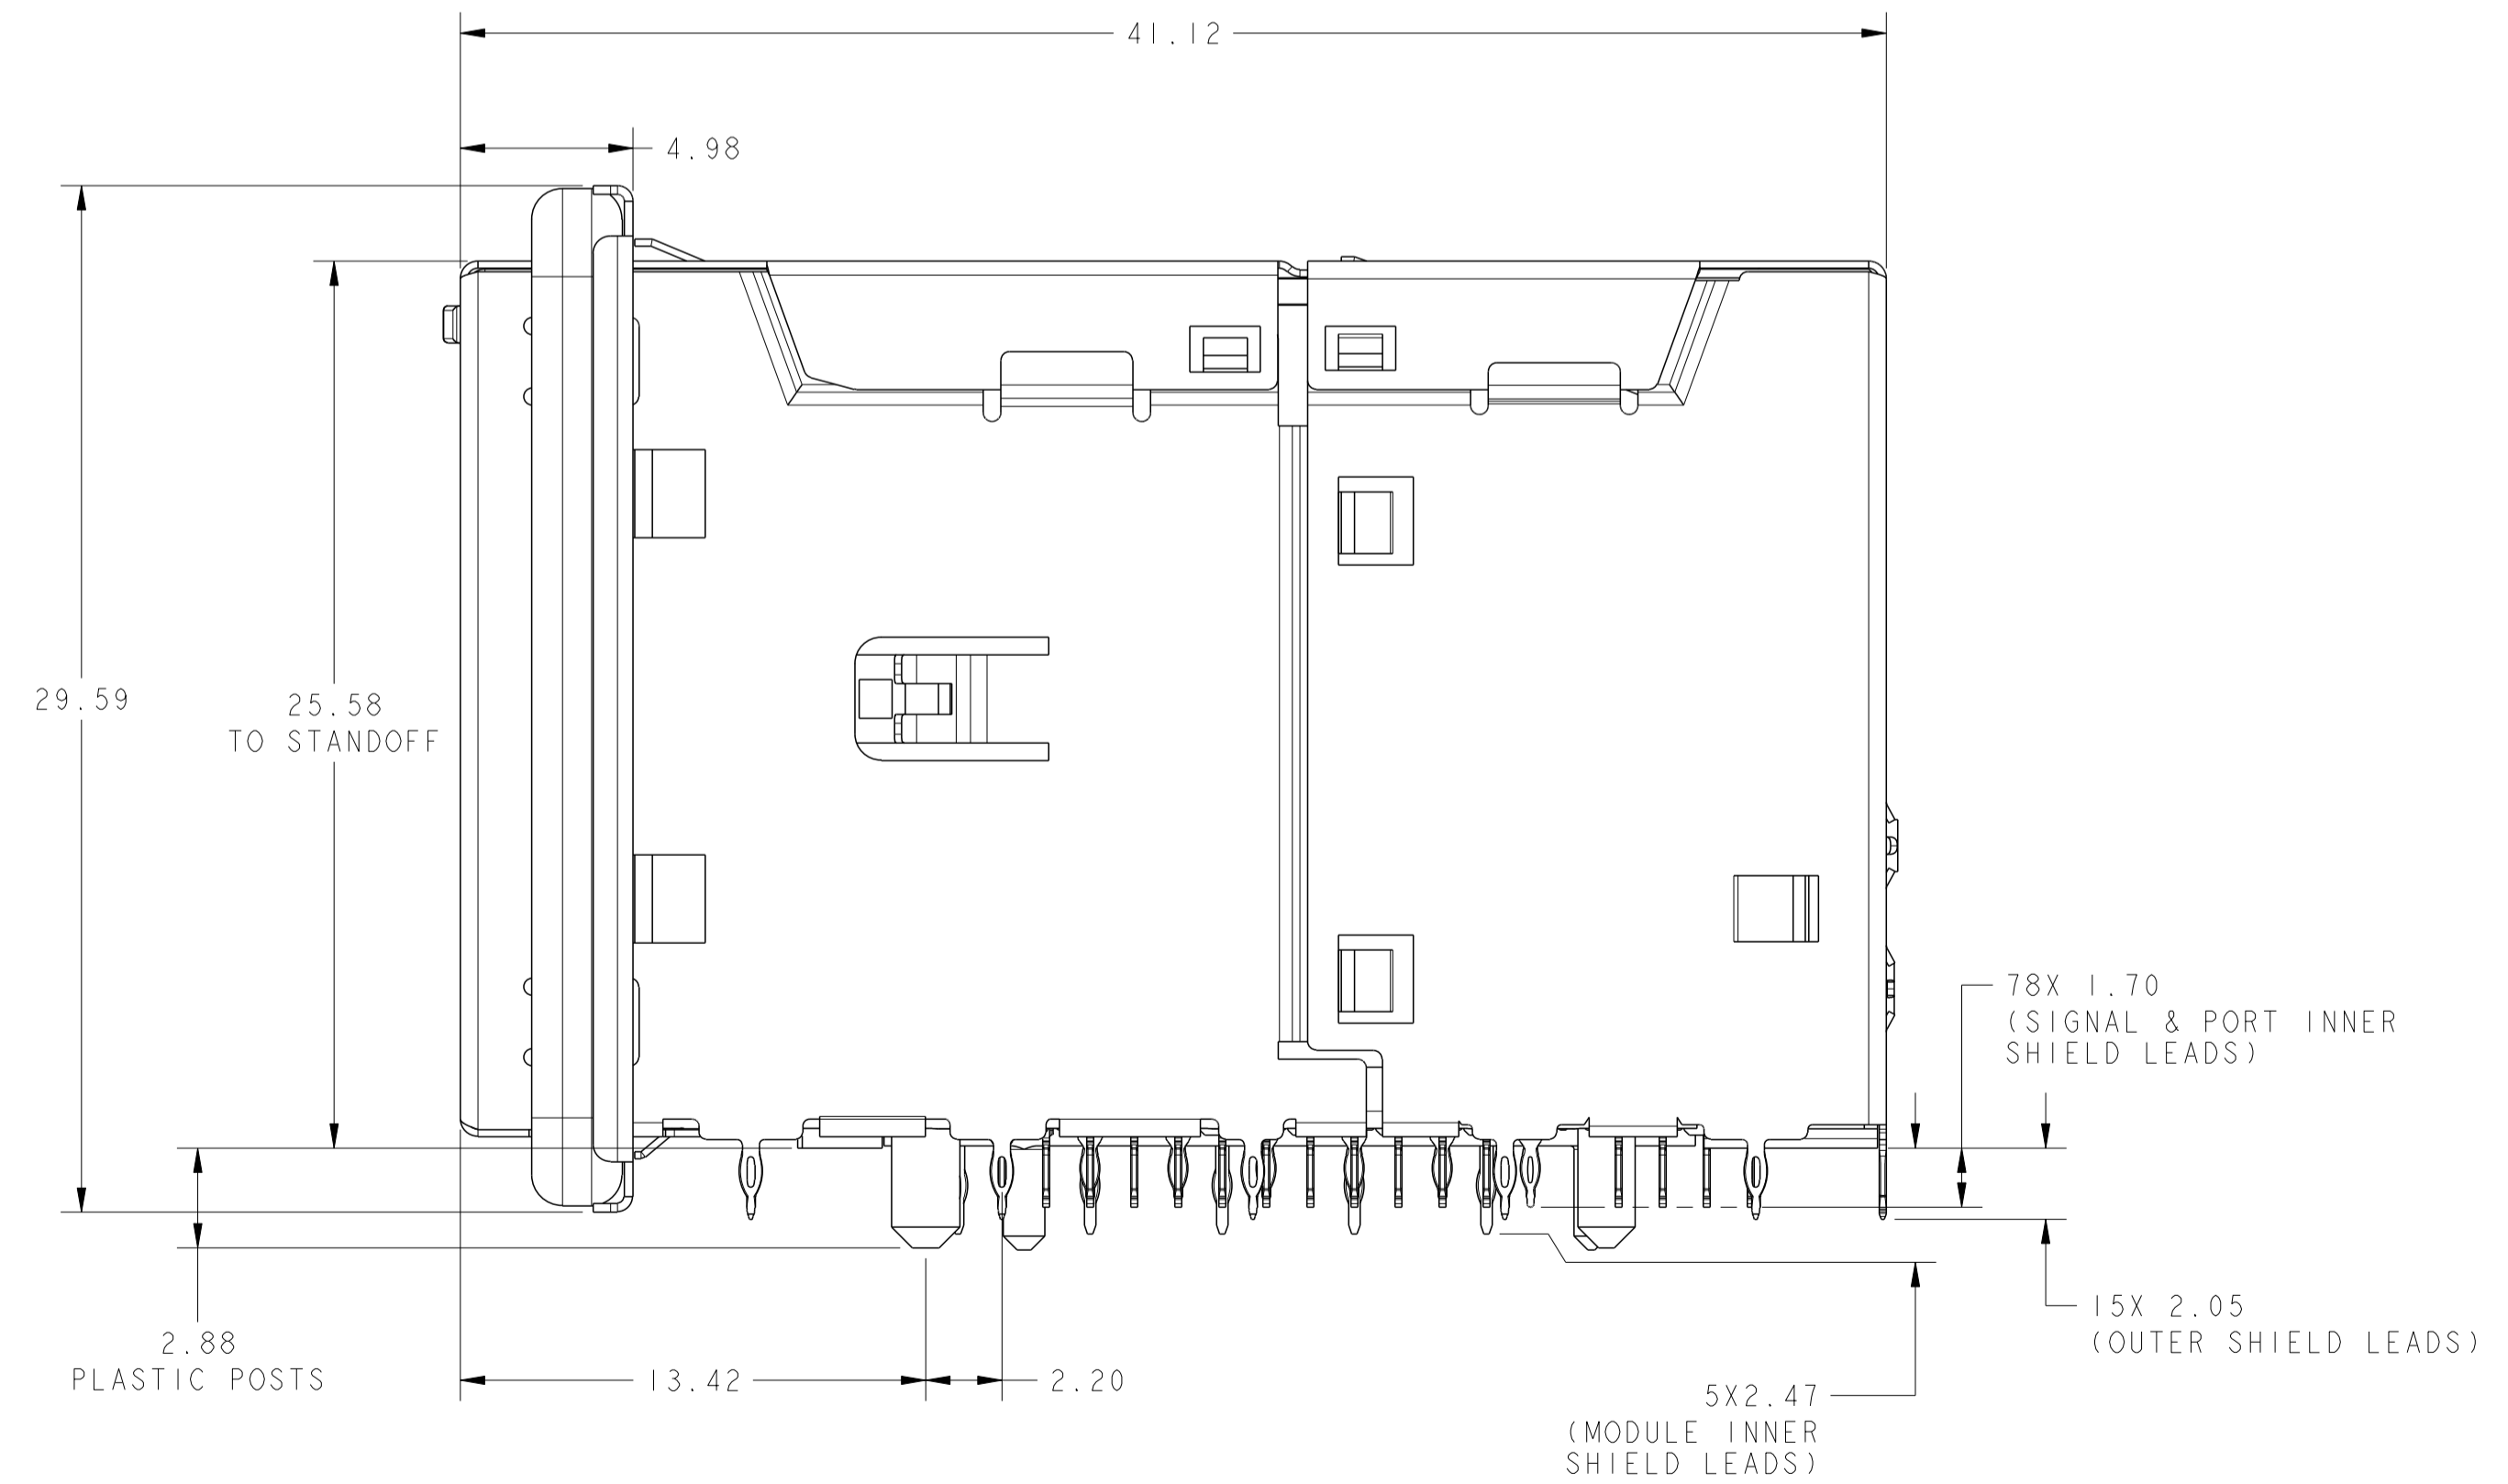 41.12
4.98
29.59
25.58
TO STANDOFF
78X 1.70
(SIGNAL & PORT INNER
SHIELD LEADS)
15X 2.05
(OUTER SHIELD LEADS)
2.88
PLASTIC POSTS
13.42
2.20
5X2.47
(MODULE INNER
SHIELD LEADS)